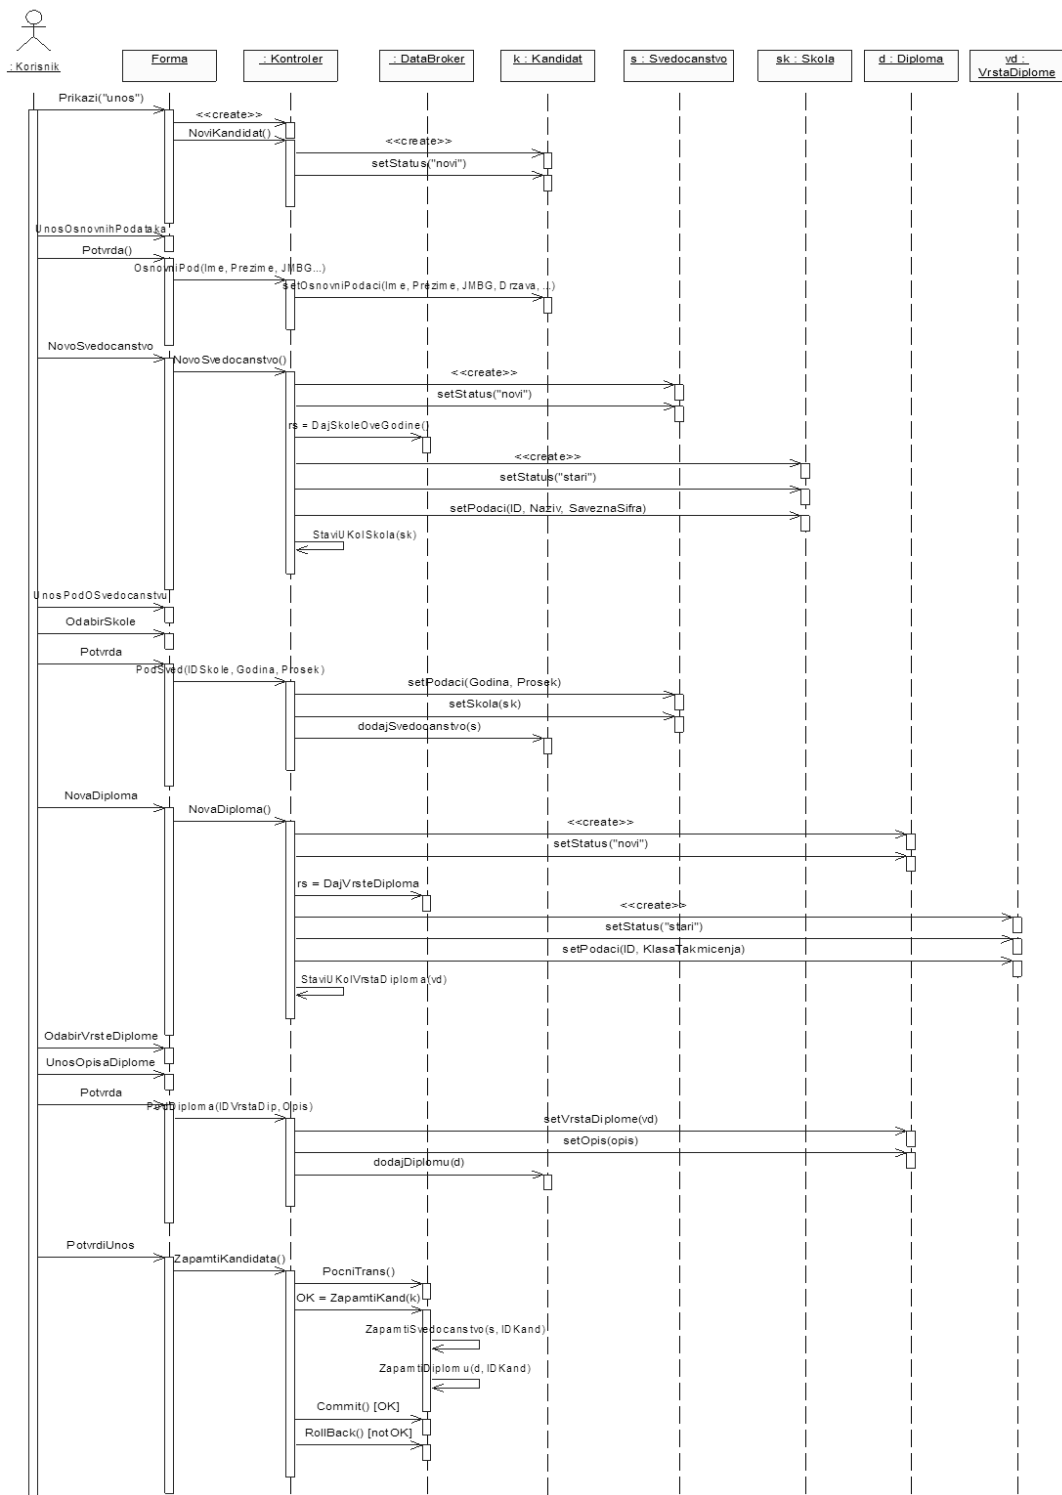 : Korisnik
Forma
: Kontroler
: DataBroker
k : Kandidat
s : Svedocanstvo
sk : Skola
d : Diploma
vd :
VrstaDiplome
Prikazi("unos")
<<create>>
NoviKandidat()
<<create>>
setStatus("novi")
UnosOsnovnihPodataka
Potvrda()
OsnovniPod(Ime, Prezime, JMBG...)
setOsnovniPodaci(Ime, Prezime, JMBG, Drzava, ...)
NovoSvedocanstvo
NovoSvedocanstvo()
<<create>>
setStatus("novi")
rs = DajSkoleOveGodine()
<<create>>
setStatus("stari")
setPodaci(ID, Naziv, SaveznaSifra)
StaviUKolSkola(sk)
UnosPodOSvedocanstvu
OdabirSkole
Potvrda
PodSved(IDSkole, Godina, Prosek)
setPodaci(Godina, Prosek)
setSkola(sk)
dodajSvedocanstvo(s)
NovaDiploma
NovaDiploma()
<<create>>
setStatus("novi")
rs = DajVrsteDiploma
<<create>>
setStatus("stari")
setPodaci(ID, KlasaTakmicenja)
StaviUKolVrstaDiploma(vd)
OdabirVrsteDiplome
UnosOpisaDiplome
Potvrda
PodDiploma(IDVrstaDip, Opis)
setVrstaDiplome(vd)
setOpis(opis)
dodajDiplomu(d)
PotvrdiUnos
ZapamtiKandidata()
PocniTrans()
OK = ZapamtiKand(k)
ZapamtiSvedocanstvo(s, IDKand)
ZapamtiDiplomu(d, IDKand)
Commit() [OK]
RollBack() [notOK]